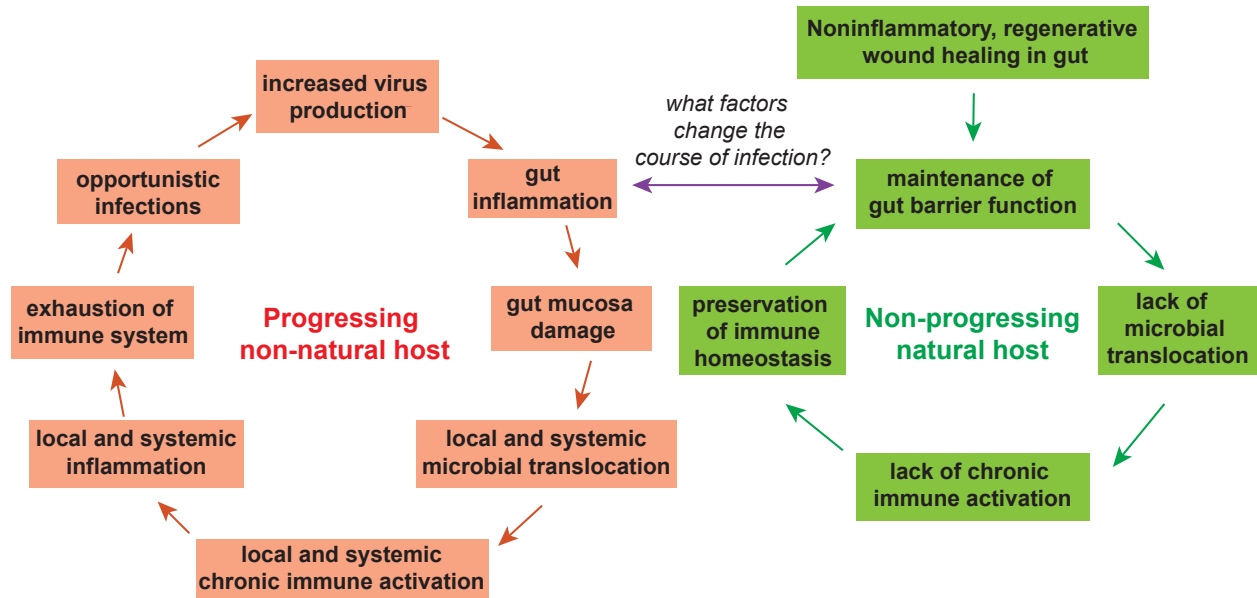 Noninflammatory, regenerative
wound healing in gut
increased virus
production
what factors
change the
course of infection?
opportunistic
infections
gut
inflammation
maintenance of
gut barrier function
exhaustion of
immune system
Progressing
non-natural host
gut mucosa
damage
preservation
of immune
homeostasis
Non-progressing
natural host
lack of
microbial
translocation
local and systemic
inflammation
local and systemic
microbial translocation
lack of chronic
immune activation
local and systemic
chronic immune activation